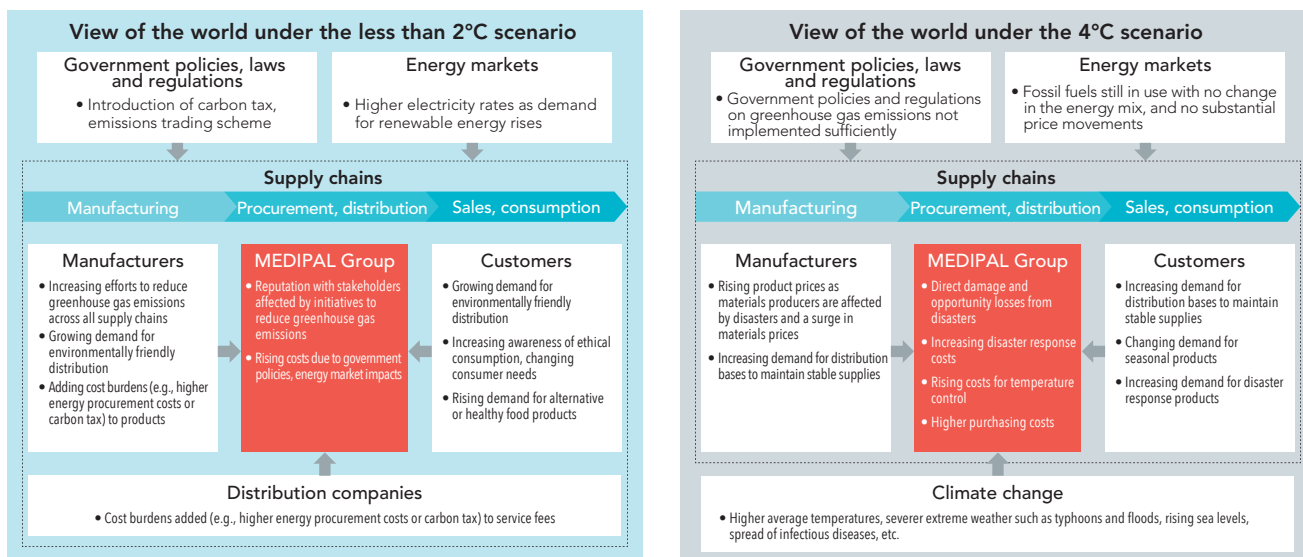 View of the world under the less than 2°C scenario
Government policies, laws
and regulations
• Introduction of carbon tax,
emissions trading scheme
Energy markets
• Higher electricity rates as demand
for renewable energy rises
Supply chains
Manufacturing
Procurement, distribution
Sales, consumption
Manufacturers
• Increasing efforts to reduce
greenhouse gas emissions
across all supply chains
• Growing demand for
environmentally friendly
distribution
• Adding cost burdens (e.g., higher
energy procurement costs or
carbon tax) to products
MEDIPAL Group
• Reputation with stakeholders
affected by initiatives to
reduce greenhouse gas
emissions
• Rising costs due to government
policies, energy market impacts
Customers
• Growing demand for
environmentally friendly
distribution
• Increasing awareness of ethical
consumption, changing
consumer needs
• Rising demand for alternative
or healthy food products
Distribution companies
• Cost burdens added (e.g., higher energy procurement costs or carbon tax) to service fees
View of the world under the 4°C scenario
Government policies, laws
and regulations
• Government policies and regulations
on greenhouse gas emissions not
implemented sufficiently
Energy markets
• Fossil fuels still in use with no change
in the energy mix, and no substantial
price movements
Supply chains
Manufacturing
Procurement, distribution
Sales, consumption
Manufacturers
• Rising product prices as
materials producers are affected
by disasters and a surge in
materials prices
• Increasing demand for distribution
bases to maintain stable supplies
MEDIPAL Group
• Direct damage and
opportunity losses from
disasters
• Increasing disaster response
costs
• Rising costs for temperature
control
• Higher purchasing costs
Customers
• Increasing demand for
distribution bases to maintain
stable supplies
• Changing demand for
seasonal products
• Increasing demand for disaster
response products
Climate change
• Higher average temperatures, severer extreme weather such as typhoons and floods, rising sea levels,
spread of infectious diseases, etc.